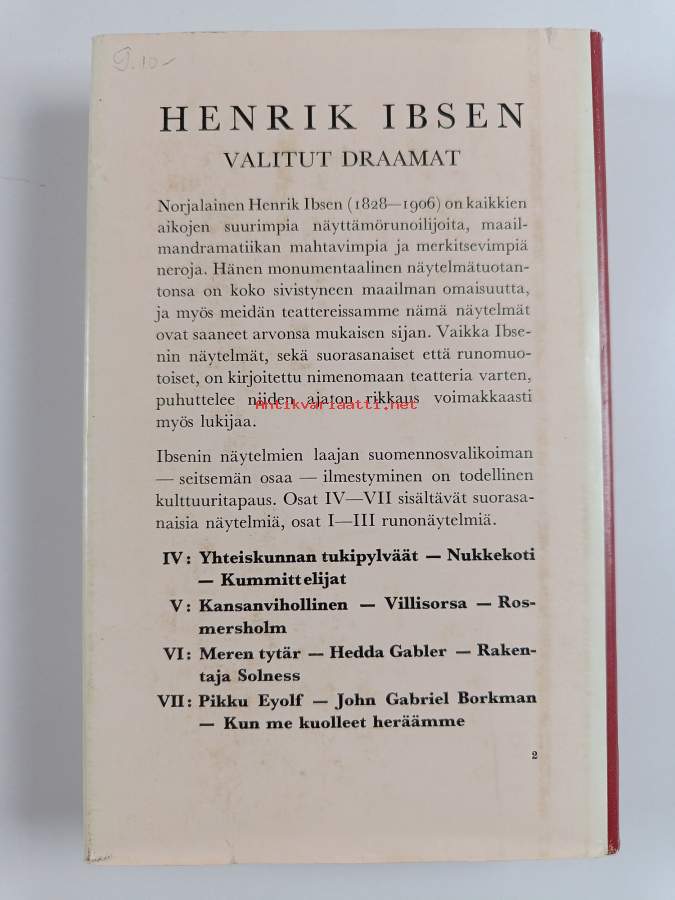 9.10-
HENRIK IBSEN
VALITUT DRAAMAT
Norjalainen Henrik Ibsen (1828—1906) on kaikkien
aikojen suurimpia näyttämörunoilijoita, maail-
mandramatiikan mahtavimpia ja merkitsevimpiä
neroja. Hänen monumentaalinen näytelmätuotan-
tonsa on koko sivistyneen maailman omaisuutta,
ja myös meidän teattereissamme nämä näytelmät
ovat saaneet arvonsa mukaisen sijan. Vaikka Ibse-
nin näytelmät, sekä suorasanaiset että runomuo-
toiset, on kirjoitettu nimenomaan teatteria varten,
puhuttelee näiden ajaton rikkaus voimakkaasti
Antikvariaatti.net
myös lukijaa.
Ibsenin näytelmien laajan suomennosvalikoiman
— seitsemän osaa — ilmestyminen on todellinen
kulttuuritapaus. Osat IV—VII sisältävät suorasa-
naisia näytelmiä, osat I—III runonäytelmiä.
IV: Yhteiskunnan tukipylväät — Nukkekoti
— Kummittelijat
V: Kansanvihollinen — Villisorsa — Ros-
mersholm
VI: Meren tytär — Hedda Gabler — Raken-
taja Solness
VII: Pikku Eyolf — John Gabriel Borkman
— Kun me kuolleet heräämme
2